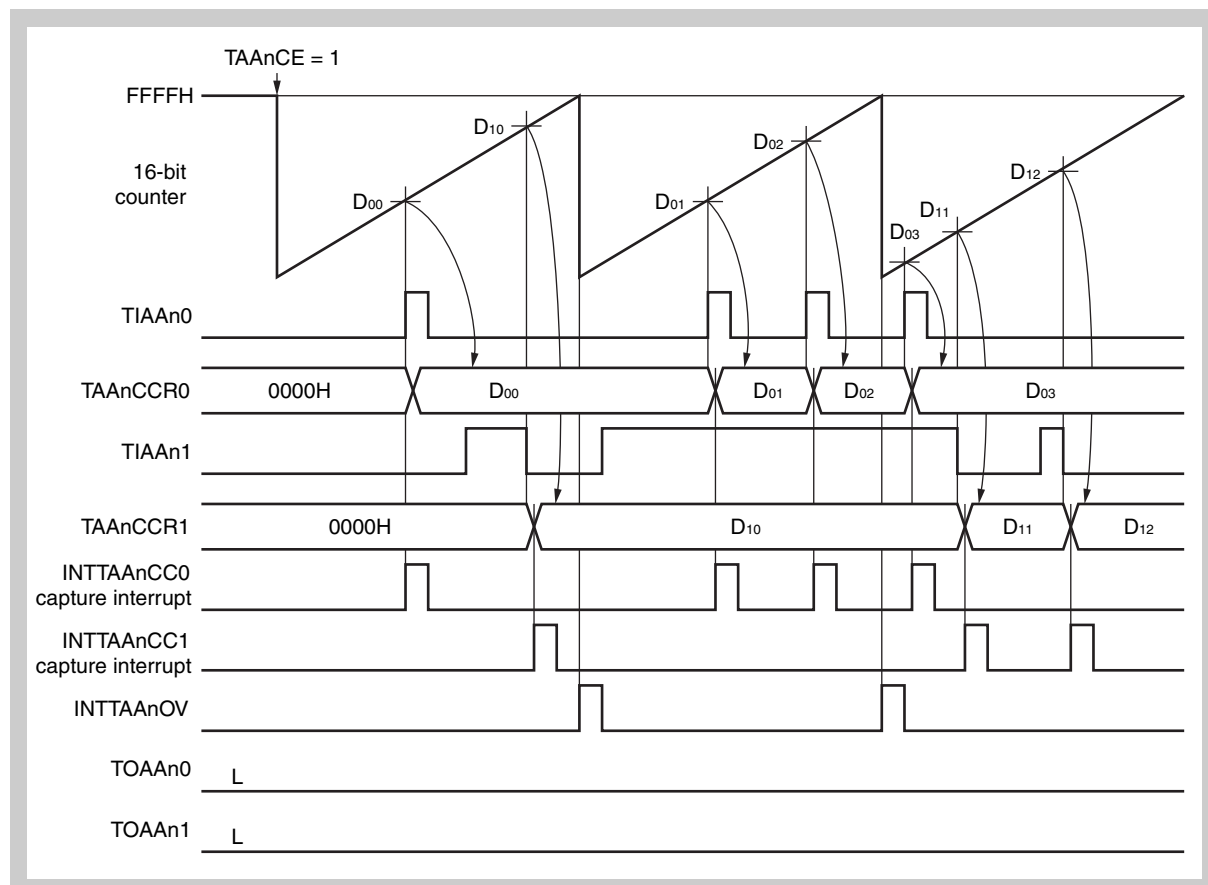 TAAnCE = 1
FFFFH
16-bit
counter
D10
D00
D02
D01
D12
D11
D03
TIAAn0
TAAnCCR0
0000H
D00
D01
D02
D03
TIAAn1
TAAnCCR1
0000H
D10
D11
D12
INTTAAnCC0
capture interrupt
INTTAAnCC1
capture interrupt
INTTAAnOV
TOAAn0
L
TOAAn1
L